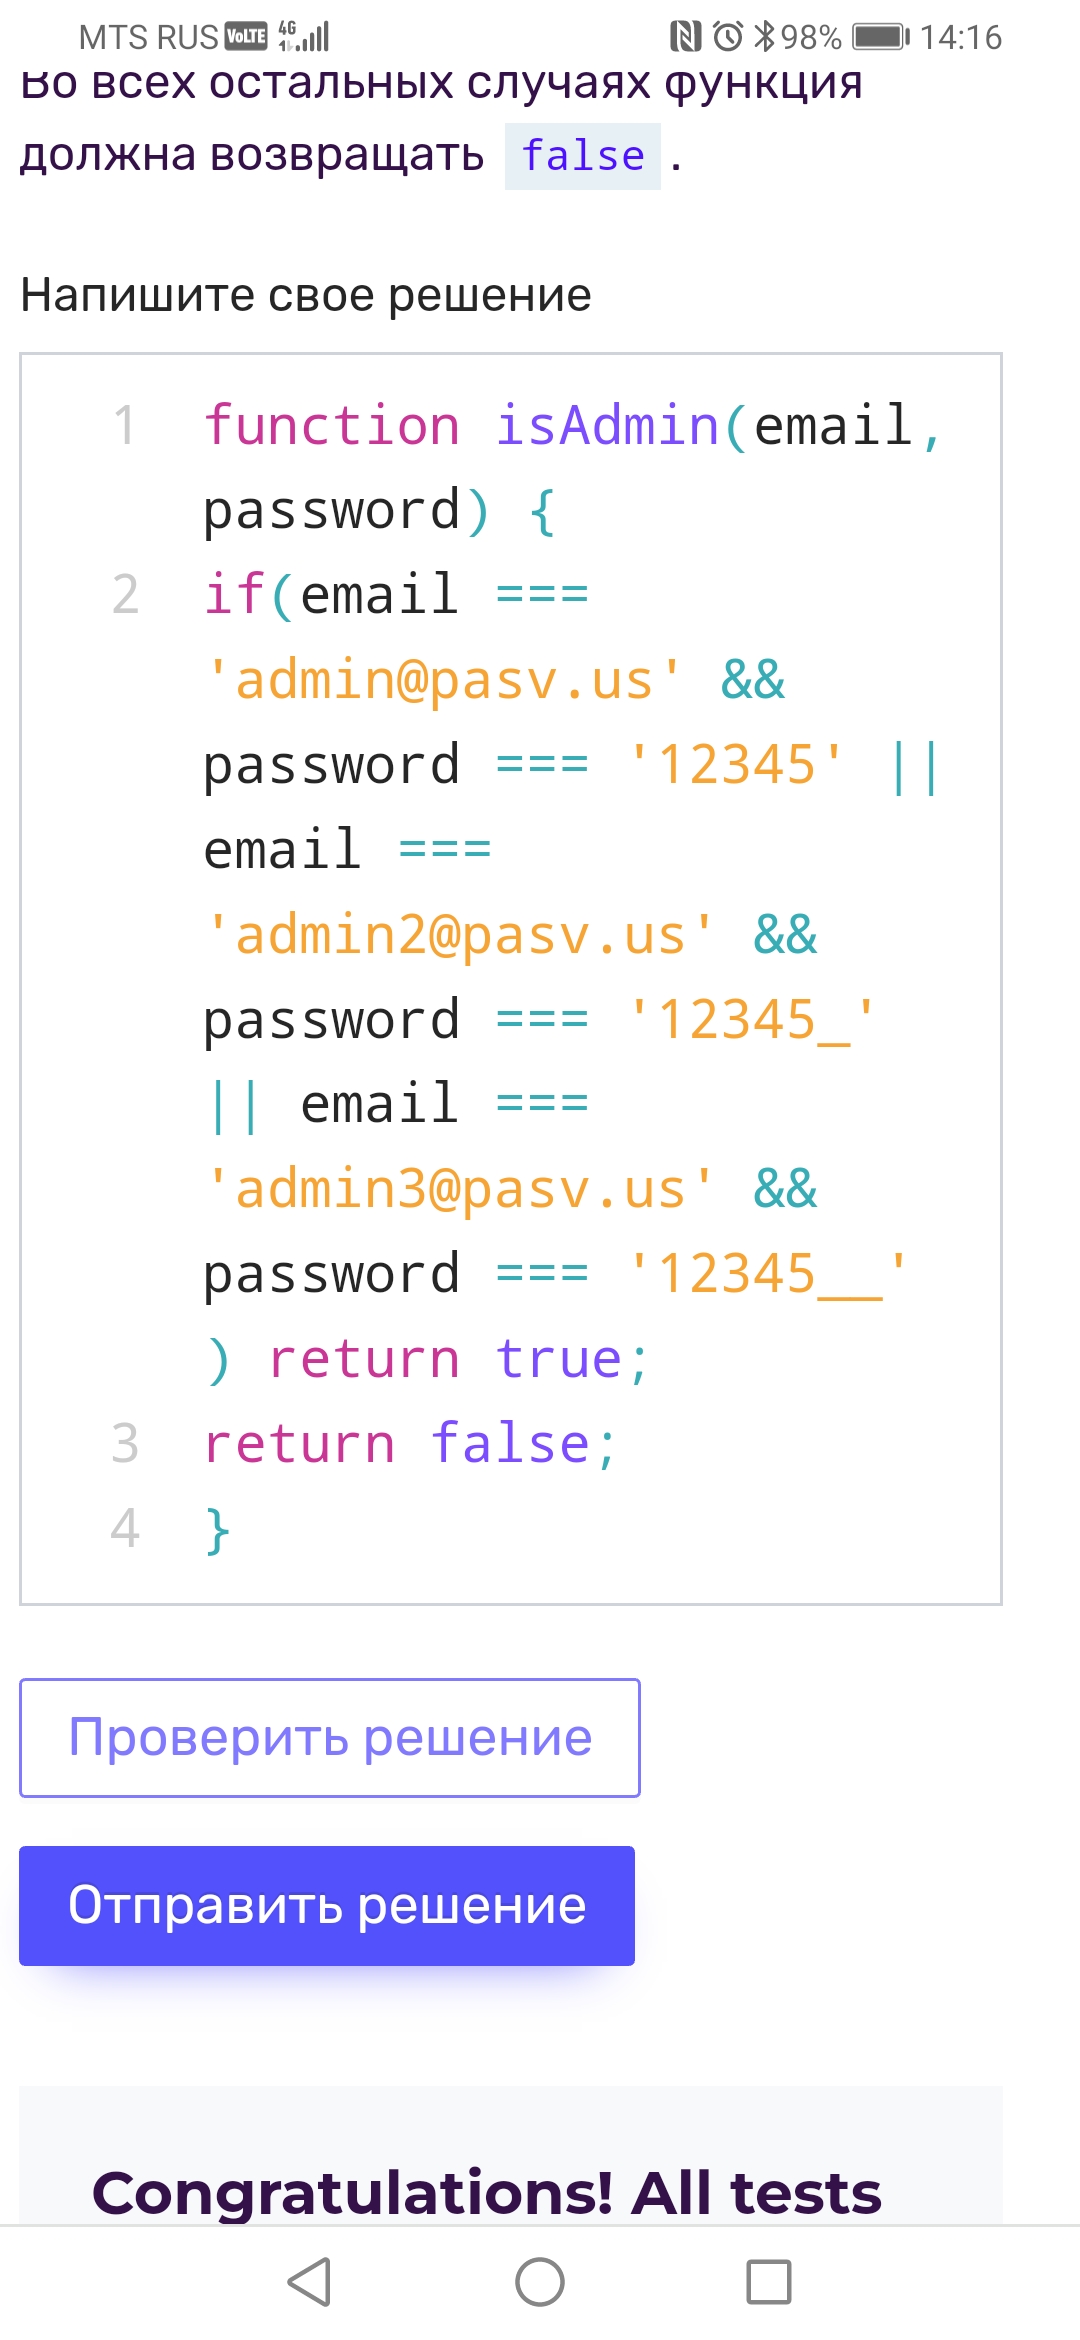 MTS RUS VoLTE 4G 98% 14:16
Во всех остальных случаях функция
должна возвращать false .
Напишите свое решение
1 function isAdmin(email,
password) {
2 if(email ===
'admin@pasv.us' &&
password === '12345' ||
email ===
'admin2@pasv.us' &&
password === '12345_'
|| email ===
'admin3@pasv.us' &&
password === '12345__'
) return true;
3 return false;
4 }
Проверить решение
Отправить решение
Congratulations! All tests